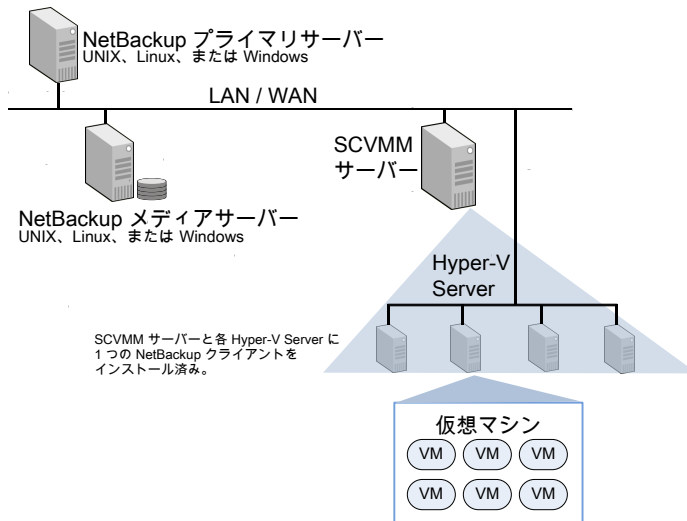 NetBackup プライマリサーバー
UNIX、Linux、または Windows
LAN / WAN
SCVMM
サーバー
NetBackup メディアサーバー
UNIX、Linux、または Windows
Hyper-V
Server
SCVMM サーバーと各 Hyper-V Server に
1 つの NetBackup クライアントを
インストール済み。
仮想マシン
VM VM VM
VM VM VM